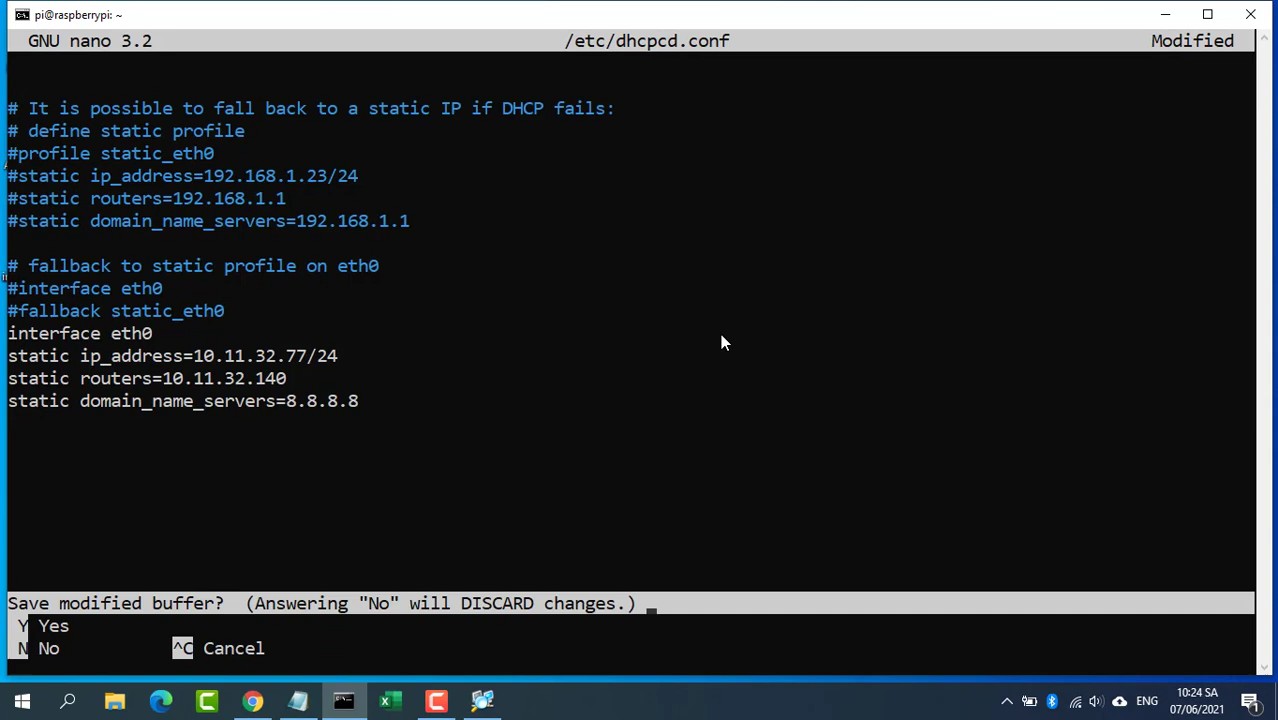 pi@raspberrypi: ~
GNU nano 3.2 /etc/dhcpcd.conf Modified
# It is possible to fall back to a static IP if DHCP fails:
# define static profile
#profile static_eth0
#static ip_address=192.168.1.23/24
#static routers=192.168.1.1
#static domain_name_servers=192.168.1.1
# fallback to static profile on eth0
#interface eth0
#fallback static_eth0
interface eth0
static ip_address=10.11.32.77/24
static routers=10.11.32.140
static domain_name_servers=8.8.8.8
Save modified buffer? (Answering "No" will DISCARD changes.)
Y Yes
N No ^C Cancel
ENG
10:24 SA
07/06/2021
1